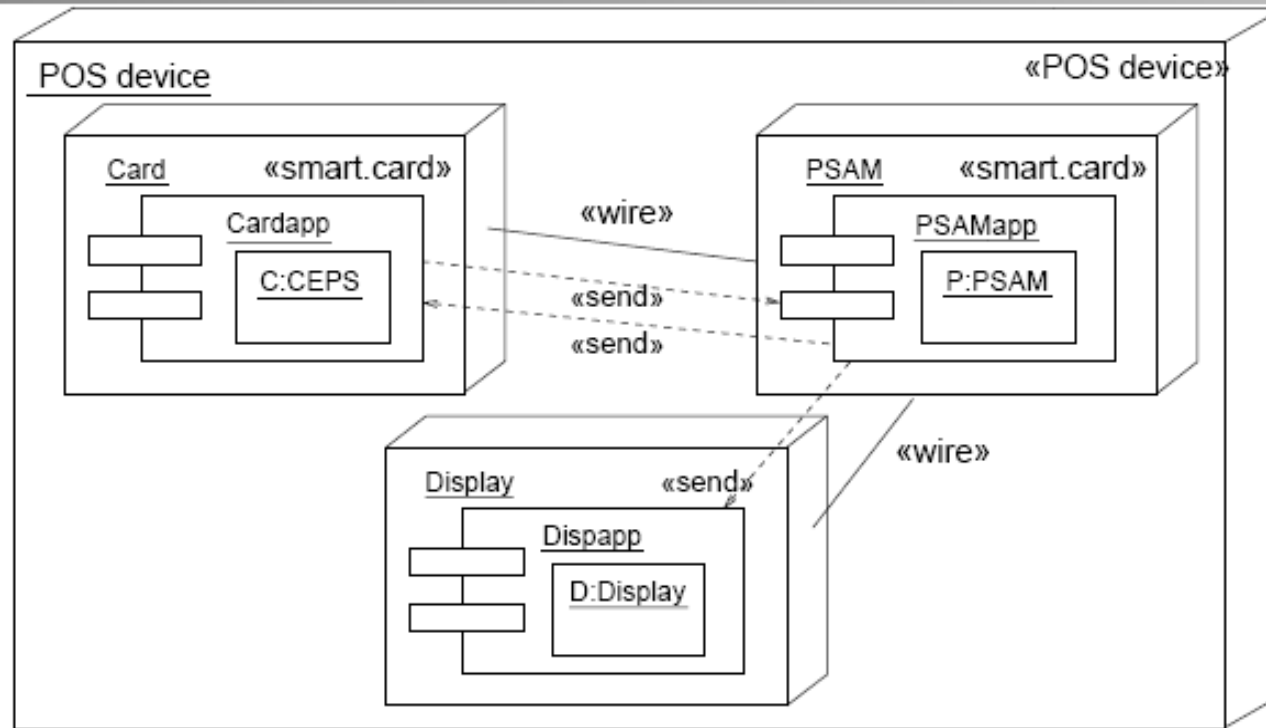 POS device
«POS device»
Card
«smart.card»
Cardapp
C:CEPS
«wire»
«send»
«send»
PSAM
«smart.card»
PSAMapp
P:PSAM
«wire»
Display
«send»
Dispapp
D:Display